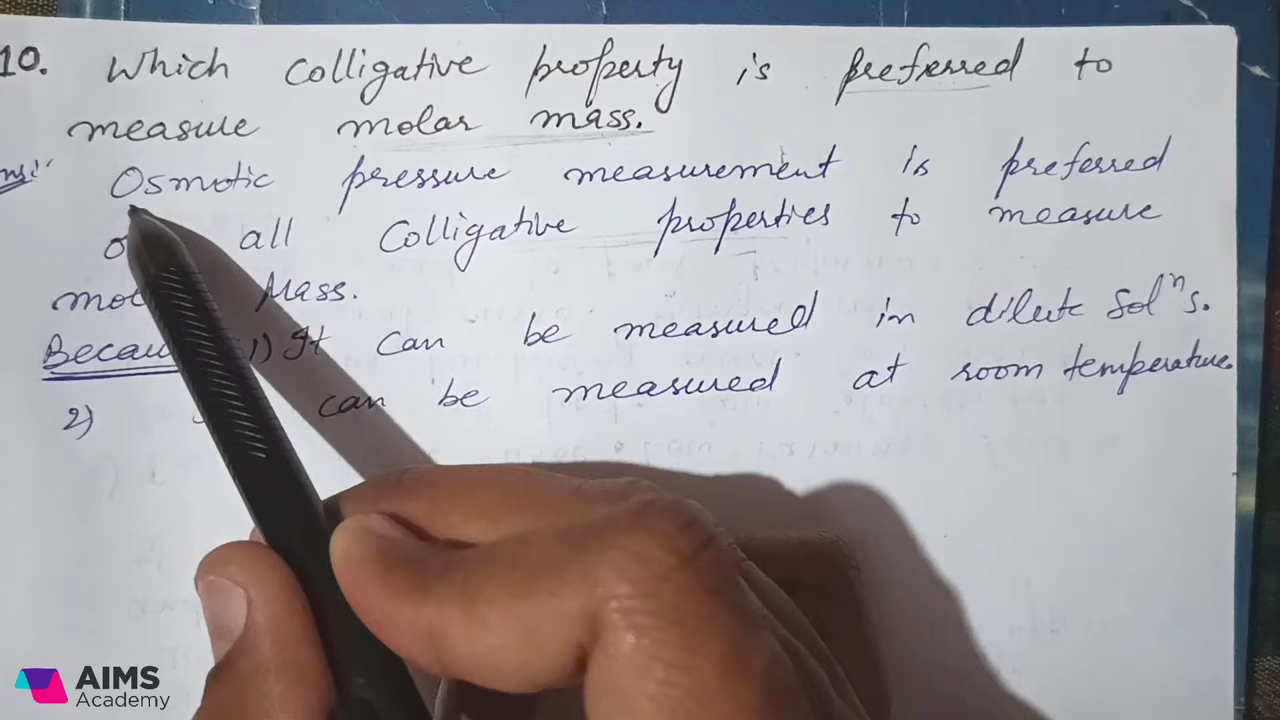 10. Which Colligative property is preferred to
measure molar mass.
Ans:' Osmotic pressure measurement is preferred
all Colligative properties to measure
Mass.
1) It can be measured in dilute Solⁿs.
2) can be measured at room temperature.
AIMS
Academy